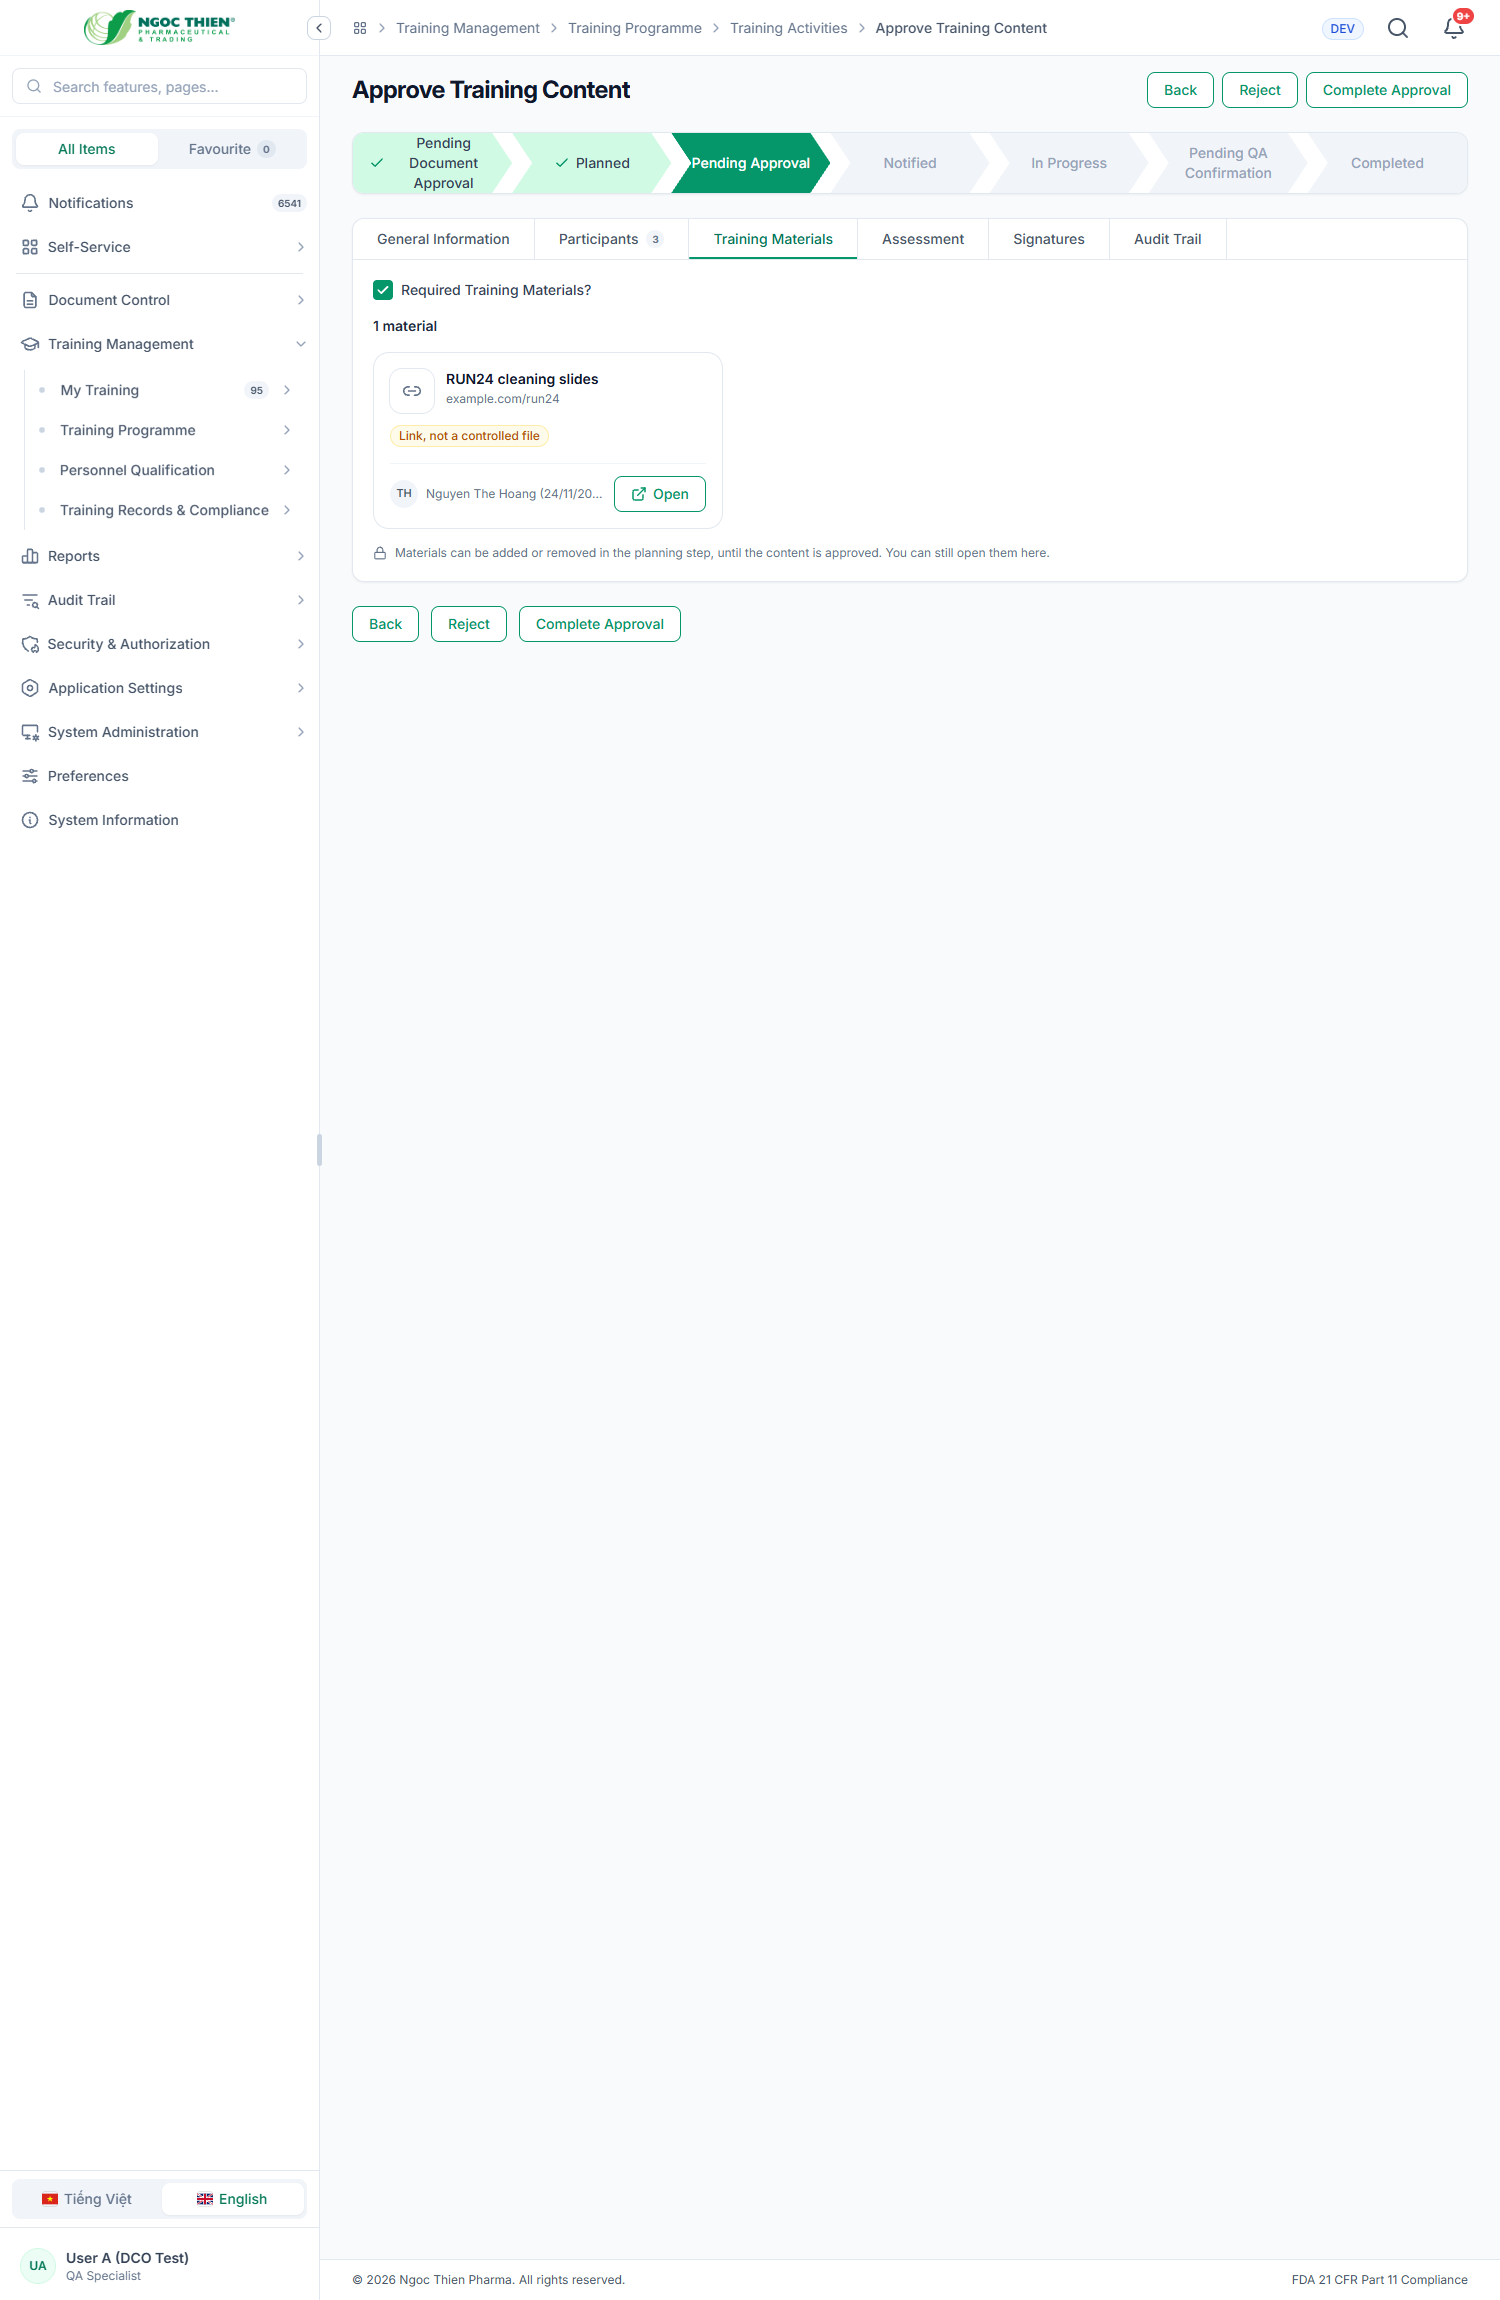 NGOC THIEN®
PHARMACEUTICAL
& TRADING
Training Management
Training Programme
Training Activities
Approve Training Content
DEV
9+
Search features, pages...
All Items
Favourite 0
Notifications 6541
Self-Service
Document Control
Training Management
My Training 95
Training Programme
Personnel Qualification
Training Records & Compliance
Reports
Audit Trail
Security & Authorization
Application Settings
System Administration
Preferences
System Information
Tiếng Việt
English
UA
User A (DCO Test)
QA Specialist
Approve Training Content
Back
Reject
Complete Approval
Pending
Document
Approval
Planned
Pending Approval
Notified
In Progress
Pending QA
Confirmation
Completed
General Information
Participants 3
Training Materials
Assessment
Signatures
Audit Trail
Required Training Materials?
1 material
RUN24 cleaning slides
example.com/run24
Link, not a controlled file
TH
Nguyen The Hoang (24/11/20...
Open
Materials can be added or removed in the planning step, until the content is approved. You can still open them here.
Back
Reject
Complete Approval
© 2026 Ngoc Thien Pharma. All rights reserved.
FDA 21 CFR Part 11 Compliance